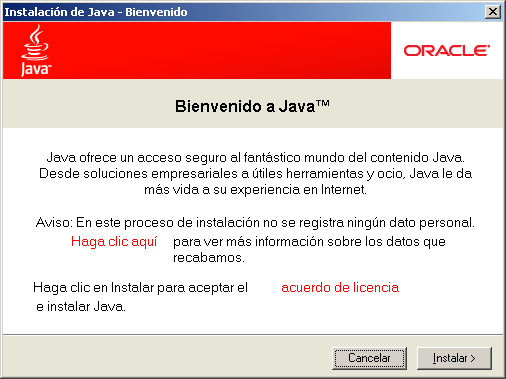 Instalación de Java - Bienvenido
Java™
ORACLE®
Bienvenido a Java™
Java ofrece un acceso seguro al fantástico mundo del contenido Java.
Desde soluciones empresariales a útiles herramientas y ocio, Java le da
más vida a su experiencia en Internet.
Aviso: En este proceso de instalación no se registra ningún dato personal.
Haga clic aquí para ver más información sobre los datos que
recabamos.
Haga clic en Instalar para aceptar el acuerdo de licencia
e instalar Java.
Cancelar Instalar >